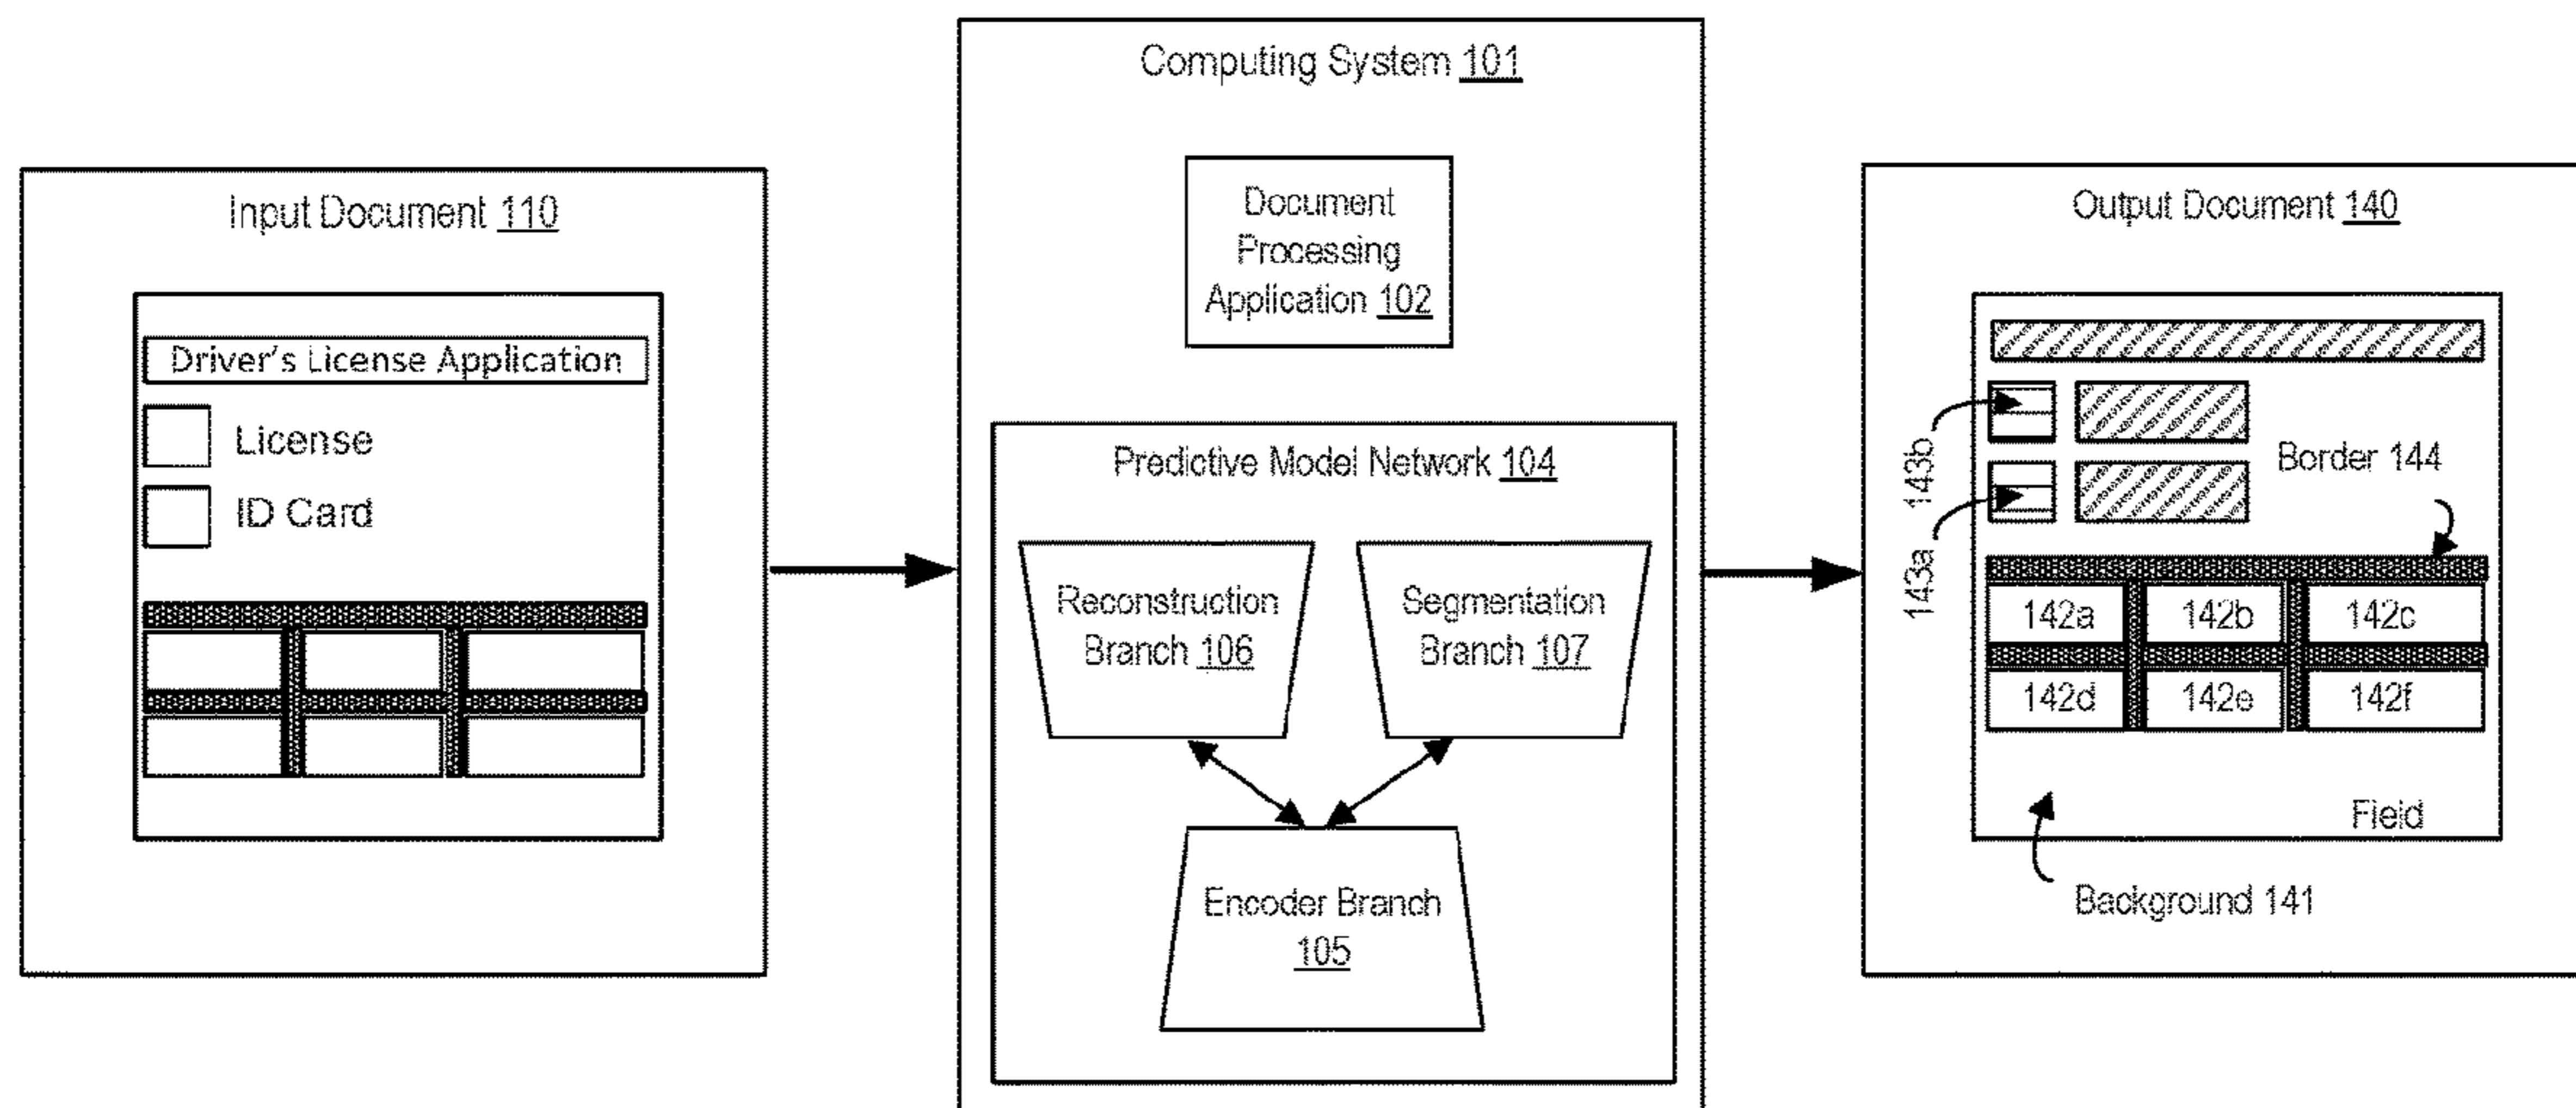 Input Document 110
Driver's License Application
License
ID Card
Computing System 101
Document
Processing
Application 102
Predictive Model Network 104
Reconstruction
Branch 106
Segmentation
Branch 107
Encoder Branch
105
Output Document 140
143b
143a
Border 144
142a 142b 142c
142d 142e 142f
Field
Background 141